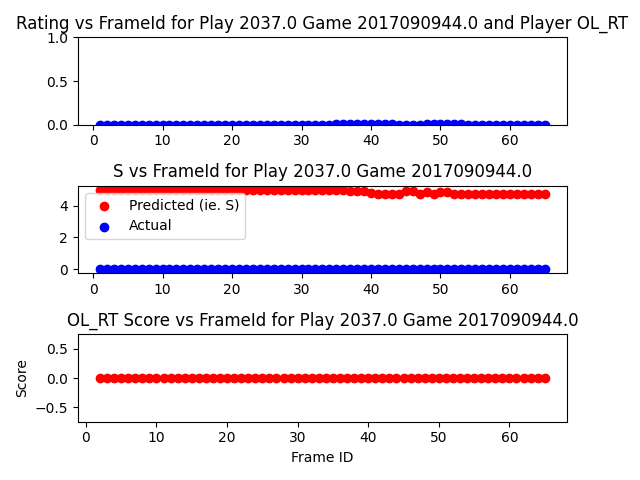 Rating vs FrameId for Play 2037.0 Game 2017090944.0 and Player OL_RT
1.0
0.5
0.0
0 10 20 30 40 50 60
S vs FrameId for Play 2037.0 Game 2017090944.0
4
2
0
Predicted (ie. S)
Actual
0 10 20 30 40 50 60
OL_RT Score vs FrameId for Play 2037.0 Game 2017090944.0
Score
0.5
0.0
−0.5
0 10 20 30 40 50 60
Frame ID